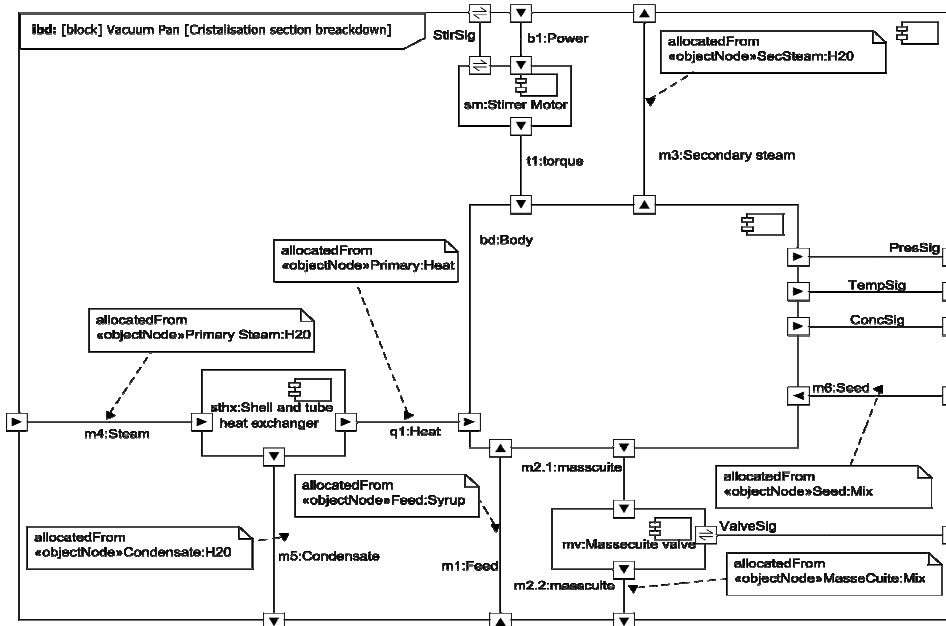 ibd: [block] Vacuum Pan [Cristalisation section breackdown]
StirSig
b1:Power
allocatedFrom
«objectNode»SecSteam:H20
sm:Stirrer Motor
t1:torque
m3:Secondary steam
bd:Body
PresSig
allocatedFrom
«objectNode»Primary:Heat
TempSig
allocatedFrom
«objectNode»Primary Steam:H20
ConcSig
m6:Seed
sthx:Shell and tube
heat exchanger
m4:Steam
q1:Heat
m2.1:masscuite
allocatedFrom
«objectNode»Seed:Mix
allocatedFrom
«objectNode»Feed:Syrup
allocatedFrom
«objectNode»Condensate:H20
ValveSig
mv:Massecuite valve
m5:Condensate
m1:Feed
m2.2:masscuite
allocatedFrom
«objectNode»MasseCuite:Mix